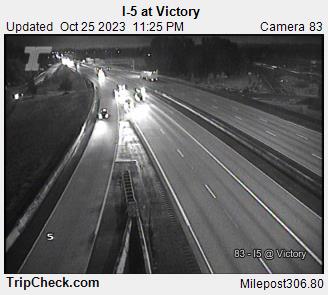 I-5 at Victory
Updated Oct 25 2023 11:25 PM Camera 83
T
S
83 - I5 @ Victory
TripCheck.com Milepost306.80